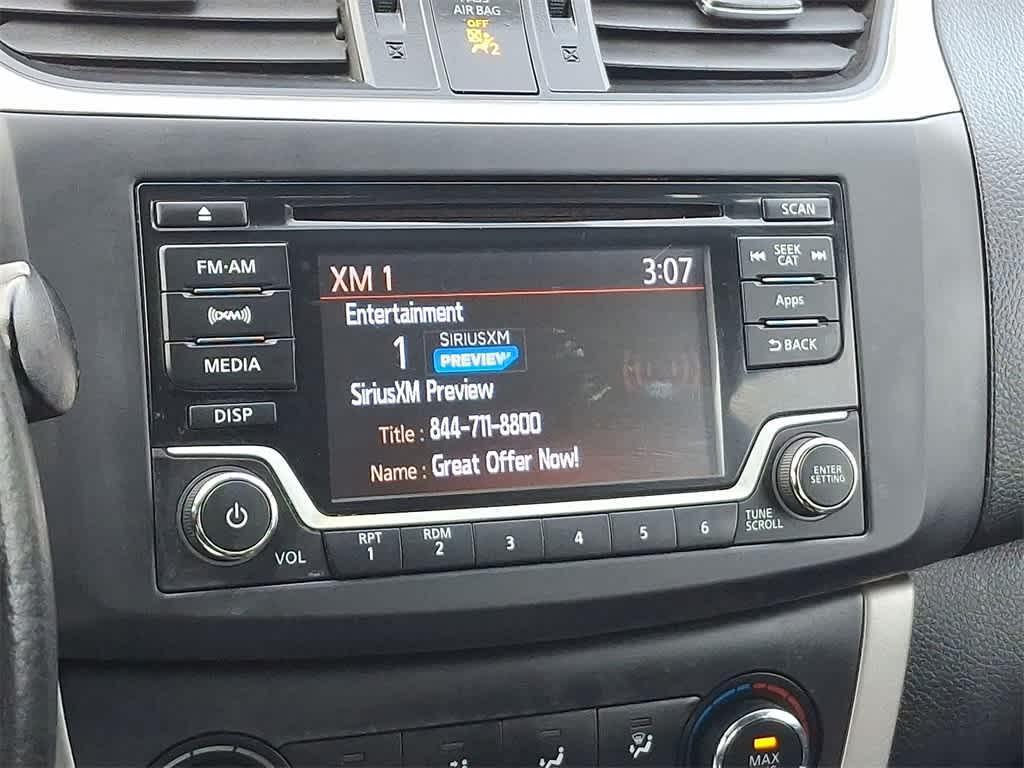 AIR BAG
OFF
2
SCAN
FM·AM
XM 1 3:07
SEEK
CAT
((XM))
Entertainment
1 SIRIUSXM
PREVIEW
Apps
MEDIA
BACK
SiriusXM Preview
DISP
Title : 844-711-8800
Name : Great Offer Now!
ENTER
SETTING
VOL
RPT
1
RDM
2
3
4
5
6
TUNE
SCROLL
MAX